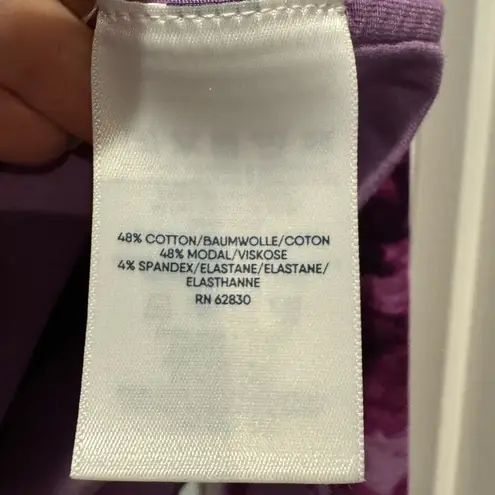 48% COTTON/BAUMWOLLE/COTON
48% MODAL/VISKOSE
4% SPANDEX/ELASTANE/ELASTANE/
ELASTHANNE
RN 62830